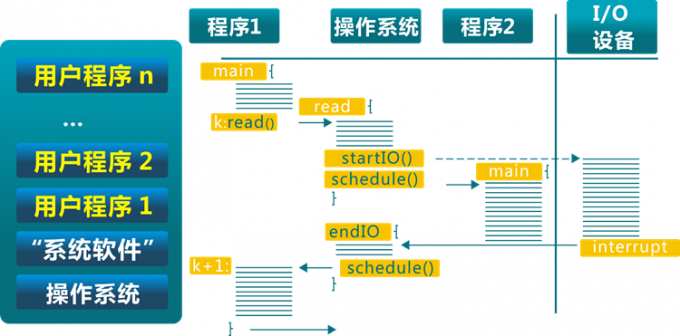 程序1
操作系统
程序2
I/O
设备
用户程序 n
...
用户程序 2
用户程序 1
“系统软件”
操作系统
main {
k:read()
read {
startIO()
schedule()
}
main {
interrupt
endIO {
schedule()
}
k+1:
}